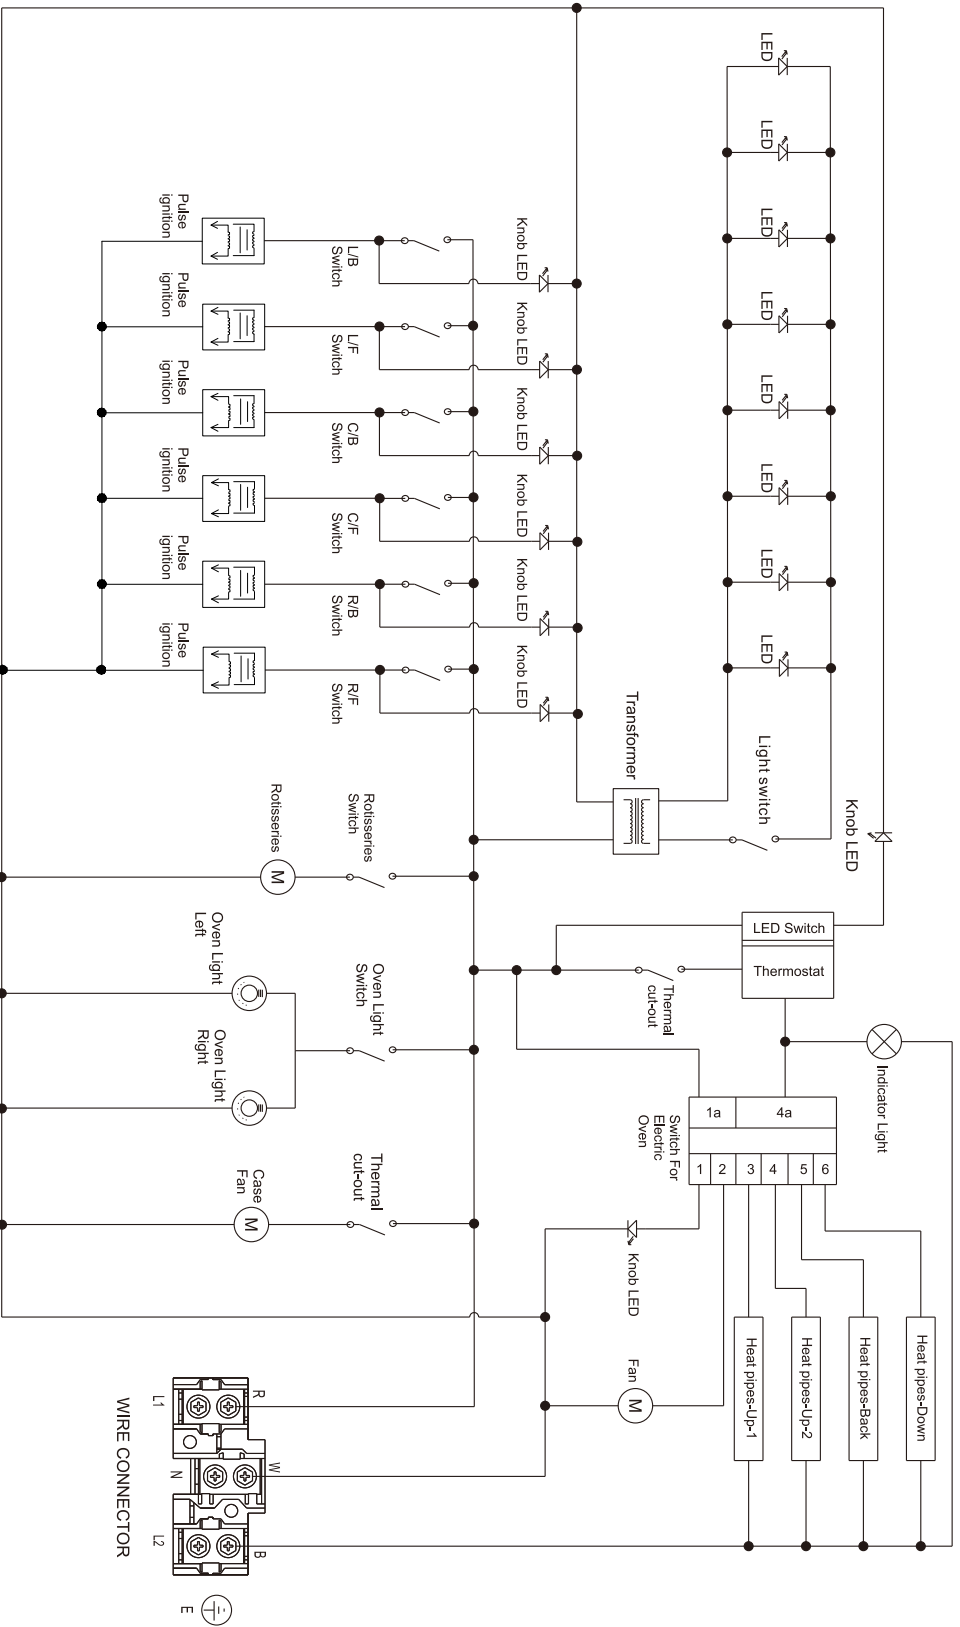 LED
LED
LED
LED
LED
LED
LED
LED
Pulse
ignition
Pulse
ignition
Pulse
ignition
Pulse
ignition
Pulse
ignition
Pulse
ignition
L/B
Switch
L/F
Switch
C/B
Switch
C/F
Switch
R/B
Switch
R/F
Switch
Knob LED
Knob LED
Knob LED
Knob LED
Knob LED
Knob LED
Transformer
Light switch
Knob LED
Rotisseries
M
Rotisseries
Switch
LED Switch
Thermostat
Thermal
cut-out
Oven Light
Left
Oven Light
Right
Oven Light
Switch
Indicator Light
1a
4a
Switch For
Electric
Oven
1
2
3
4
5
6
Case
Fan
M
Thermal
cut-out
Knob LED
Fan
M
Heat pipes-Up-1
Heat pipes-Up-2
Heat pipes-Back
Heat pipes-Down
R
L1
W
N
B
L2
WIRE CONNECTOR
E